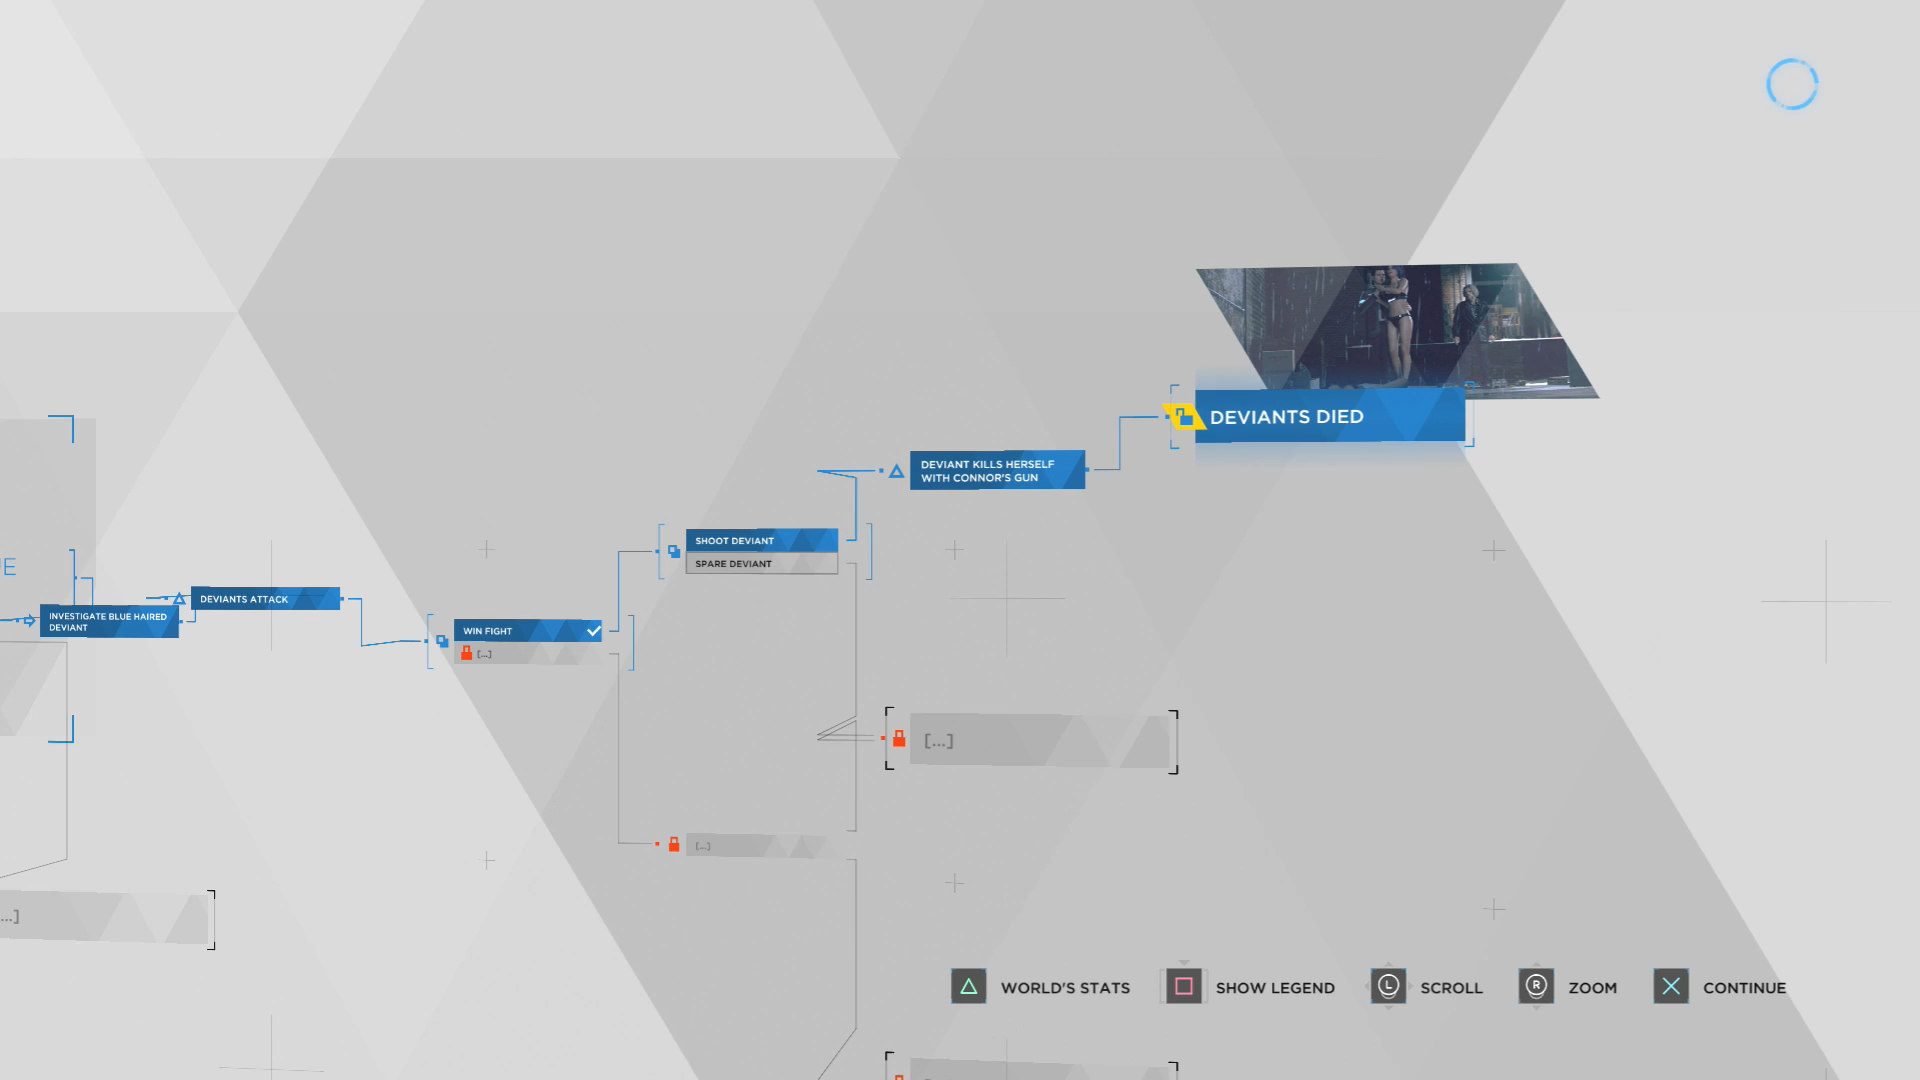 DEVIANTS DIED
DEVIANT KILLS HERSELF
WITH CONNOR'S GUN
SHOOT DEVIANT
SPARE DEVIANT
E
DEVIANTS ATTACK
INVESTIGATE BLUE HAIRED
DEVIANT
WIN FIGHT
[...]
[...]
[...]
...]
WORLD'S STATS
SHOW LEGEND
L
SCROLL
R
ZOOM
CONTINUE